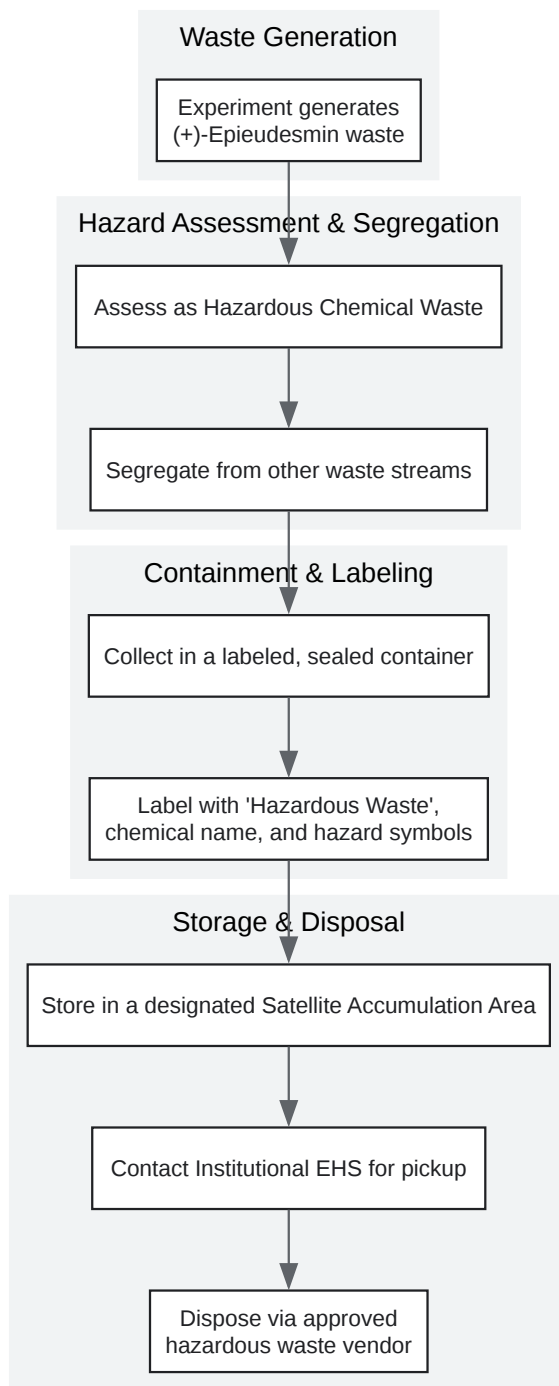 Waste Generation
Experiment generates
(+)-Epieudesmin waste
Hazard Assessment & Segregation
Assess as Hazardous Chemical Waste
Segregate from other waste streams
Containment & Labeling
Collect in a labeled, sealed container
Label with 'Hazardous Waste',
chemical name, and hazard symbols
Storage & Disposal
Store in a designated Satellite Accumulation Area
Contact Institutional EHS for pickup
Dispose via approved
hazardous waste vendor